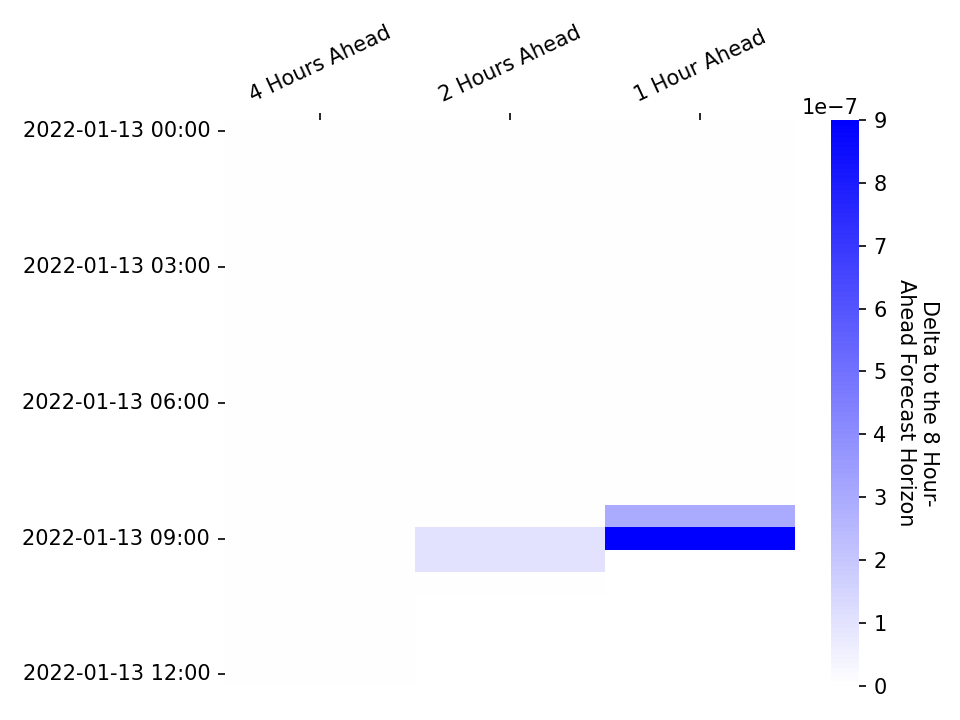 4 Hours Ahead
2 Hours Ahead
1 Hour Ahead
1e−7
2022-01-13 00:00
2022-01-13 03:00
2022-01-13 06:00
2022-01-13 09:00
2022-01-13 12:00
9
8
7
6
5
4
3
2
1
0
Delta to the 8 Hour-
Ahead Forecast Horizon